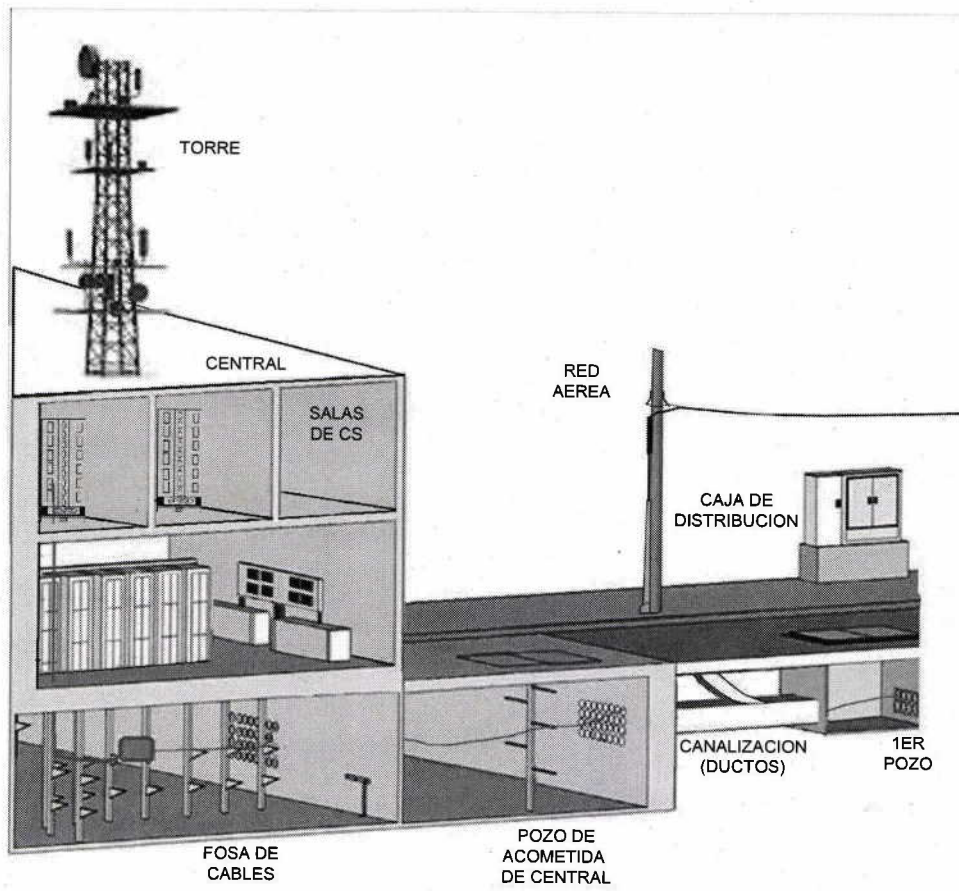 TORRE
CENTRAL
SALAS
DE CS
RED
AEREA
CAJA DE
DISTRIBUCION
CANALIZACION
(DUCTOS)
1ER
POZO
FOSA DE
CABLES
POZO DE
ACOMETIDA
DE CENTRAL